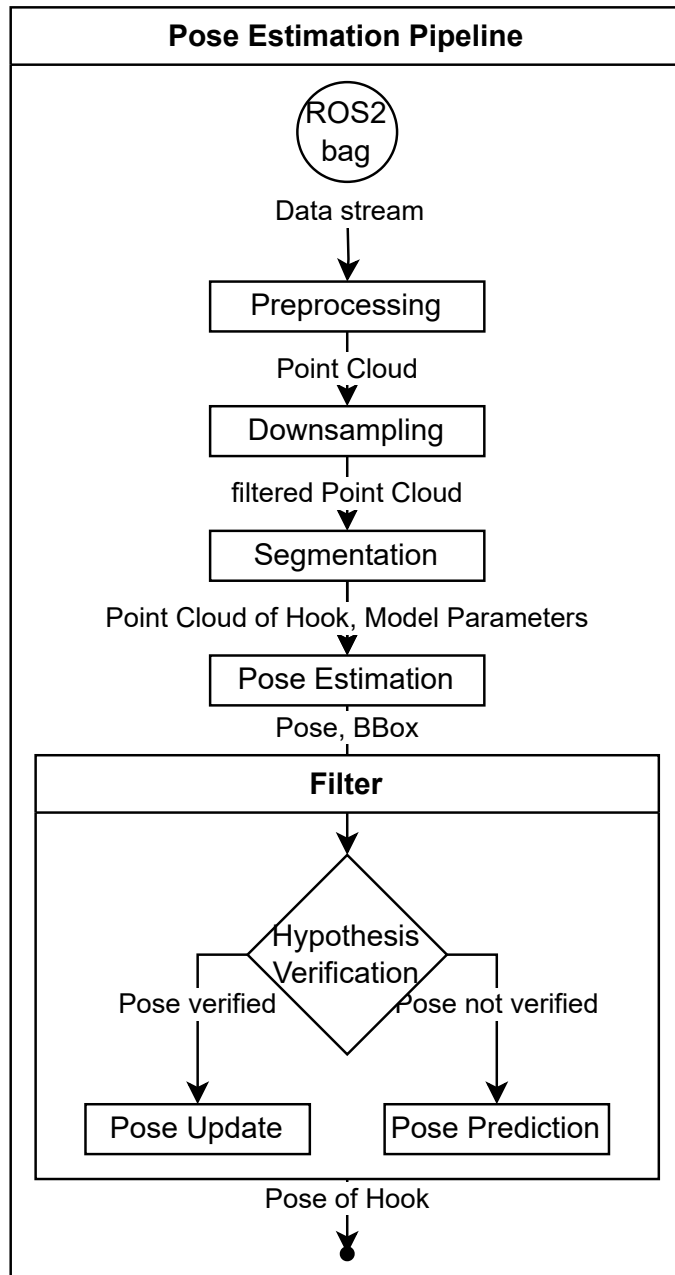 Pose Estimation Pipeline
ROS2
bag
Data stream
Preprocessing
Point Cloud
Downsampling
filtered Point Cloud
Segmentation
Point Cloud of Hook, Model Parameters
Pose Estimation
Pose, BBox
Filter
Hypothesis
Verification
Pose verified
Pose not verified
Pose Update
Pose Prediction
Pose of Hook